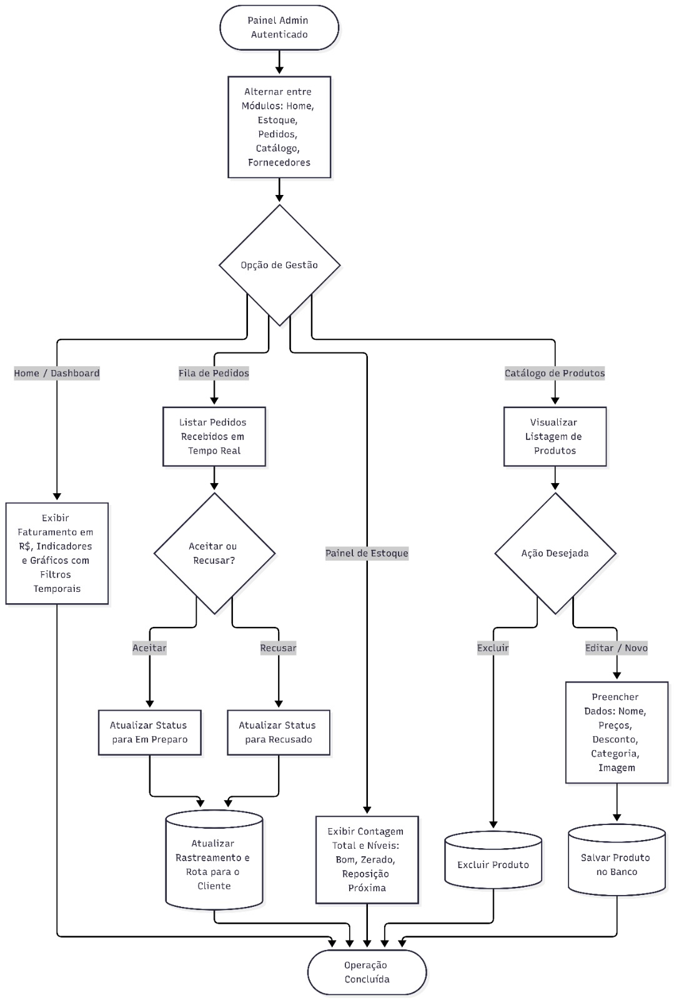 Painel Admin
Autenticado
Alternar entre
Módulos: Home,
Estoque,
Pedidos,
Catálogo,
Fornecedores
Opção de Gestão
Home / Dashboard
Fila de Pedidos
Catálogo de Produtos
Listar Pedidos
Recebidos em
Tempo Real
Visualizar
Listagem de
Produtos
Exibir
Faturamento em
R$, Indicadores
e Gráficos com
Filtros
Temporais
Aceitar ou
Recusar?
Painel de Estoque
Ação Desejada
Aceitar
Recusar
Excluir
Editar / Novo
Atualizar Status
para Em Preparo
Atualizar Status
para Recusado
Preencher
Dados: Nome,
Preços,
Desconto,
Categoria,
Imagem
Atualizar
Rastreamento e
Rota para o
Cliente
Exibir Contagem
Total e Níveis:
Bom, Zerado,
Reposição
Próxima
Excluir Produto
Salvar Produto
no Banco
Operação
Concluída